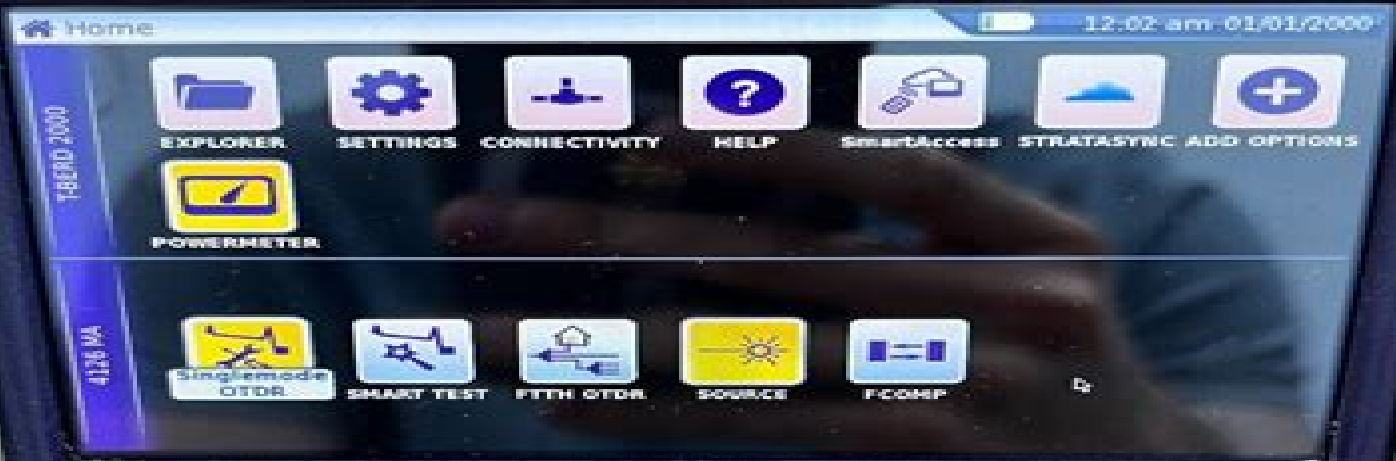 Home 12:02 am 01/01/2000
T-BERD 2000
EXPLORER SETTINGS CONNECTIVITY HELP SmartAccess STRATASYNC ADD OPTIONS
POWERMETER
4126 MA
Singlemode
OTDR SMART TEST FTTH OTDR SOURCE FCOMP